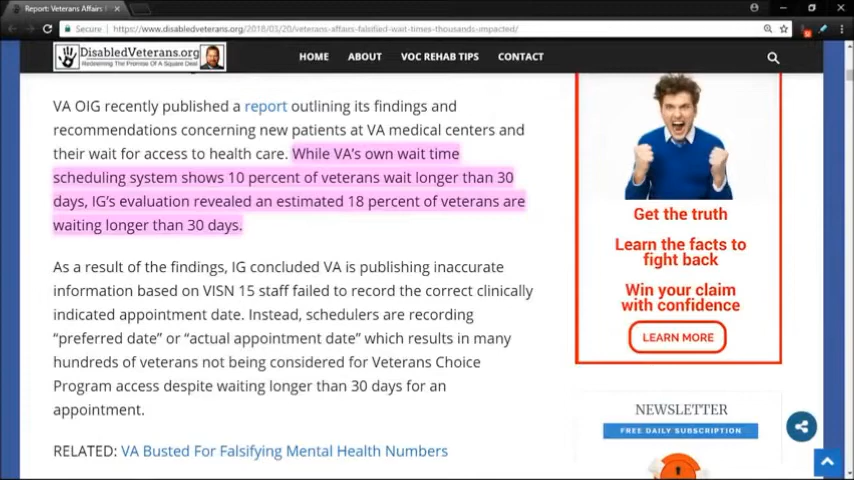 Report: Veterans Affairs
Secure
https://www.disabledveterans.org/2018/03/20/veterans-affairs-falsified-wait-times-thousands-impacted/
DisabledVeterans.org
Redeeming The Promise Of A Square Deal
HOME ABOUT VOC REHAB TIPS CONTACT
VA OIG recently published a report outlining its findings and
recommendations concerning new patients at VA medical centers and
their wait for access to health care. While VA's own wait time
scheduling system shows 10 percent of veterans wait longer than 30
days, IG's evaluation revealed an estimated 18 percent of veterans are
waiting longer than 30 days.
As a result of the findings, IG concluded VA is publishing inaccurate
information based on VISN 15 staff failed to record the correct clinically
indicated appointment date. Instead, schedulers are recording
“preferred date” or “actual appointment date” which results in many
hundreds of veterans not being considered for Veterans Choice
Program access despite waiting longer than 30 days for an
appointment.
RELATED: VA Busted For Falsifying Mental Health Numbers
Get the truth
Learn the facts to
fight back
Win your claim
with confidence
LEARN MORE
NEWSLETTER
FREE DAILY SUBSCRIPTION